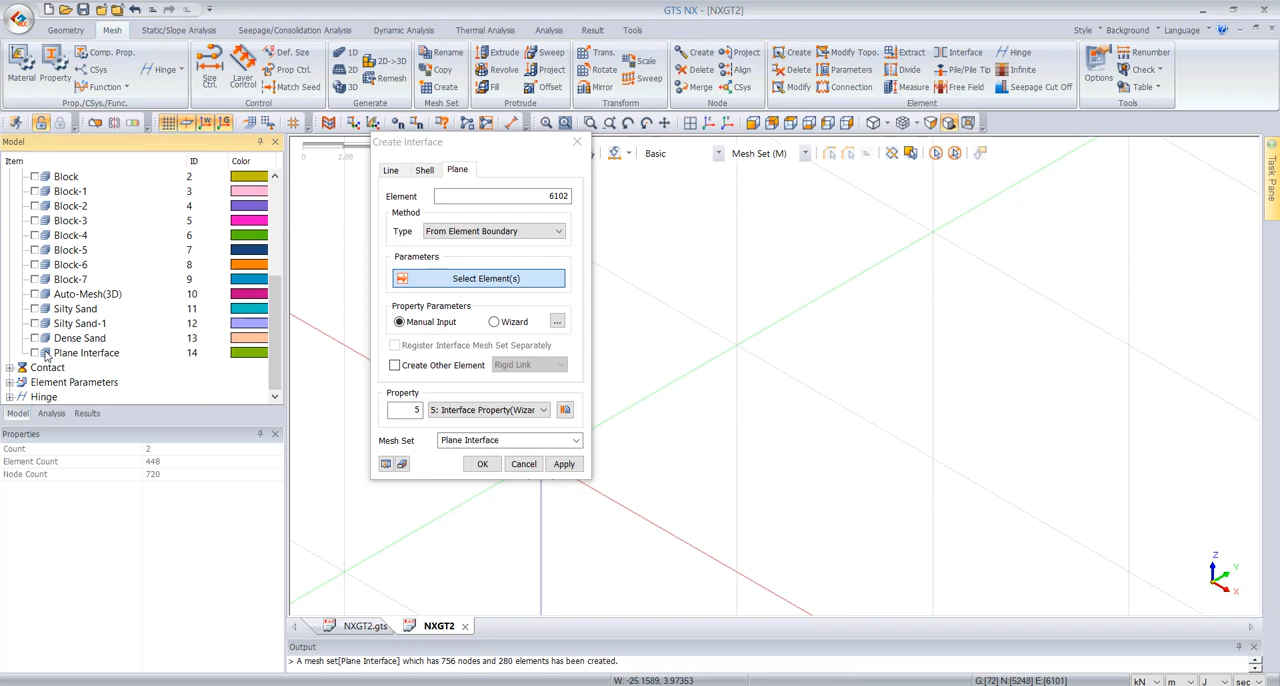 GTS NX - [NXGT2]
Geometry Mesh Static/Slope Analysis Seepage/Consolidation Analysis Dynamic Analysis Thermal Analysis Analysis Result Tools Style Background Language
Material Property Comp. Prop. CSys Function Hinge Size Ctrl. Layer Control Def. Size Prop Ctrl. Match Seed 1D 2D 3D 2D->3D Remesh Rename Copy Create Extrude Revolve Fill Sweep Project Offset Trans. Rotate Mirror Scale Sweep Create Delete Merge Project Align CSys Create Delete Modify Modify Topo. Parameters Connection Extract Divide Measure Interface Pile/Pile Tip Free Field Hinge Infinite Seepage Cut Off Options Renumber Check Table
Prop./CSys./Func. Control Generate Mesh Set Protrude Transform Node Element Tools
Model
Item ID Color
Block 2
Block-1 3
Block-2 4
Block-3 5
Block-4 6
Block-5 7
Block-6 8
Block-7 9
Auto-Mesh(3D) 10
Silty Sand 11
Silty Sand-1 12
Dense Sand 13
Plane Interface 14
Contact
Element Parameters
Hinge
Model Analysis Results
Properties
Count 2
Element Count 448
Node Count 720
Create Interface
Line Shell Plane
Element 6102
Method
Type From Element Boundary
Parameters
Select Element(s)
Property Parameters
Manual Input Wizard ...
Register Interface Mesh Set Separately
Create Other Element Rigid Link
Property
5 5: Interface Property(Wizar
Mesh Set Plane Interface
OK Cancel Apply
Basic Mesh Set (M)
0 2.88
Task Pane
Z
Y
X
NXGT2.gts NXGT2
Output
> A mesh set[Plane Interface] which has 756 nodes and 280 elements has been created.
W: -25.1589, 3.97353 G:[72] N:[5248] E:[6101] kN m J sec